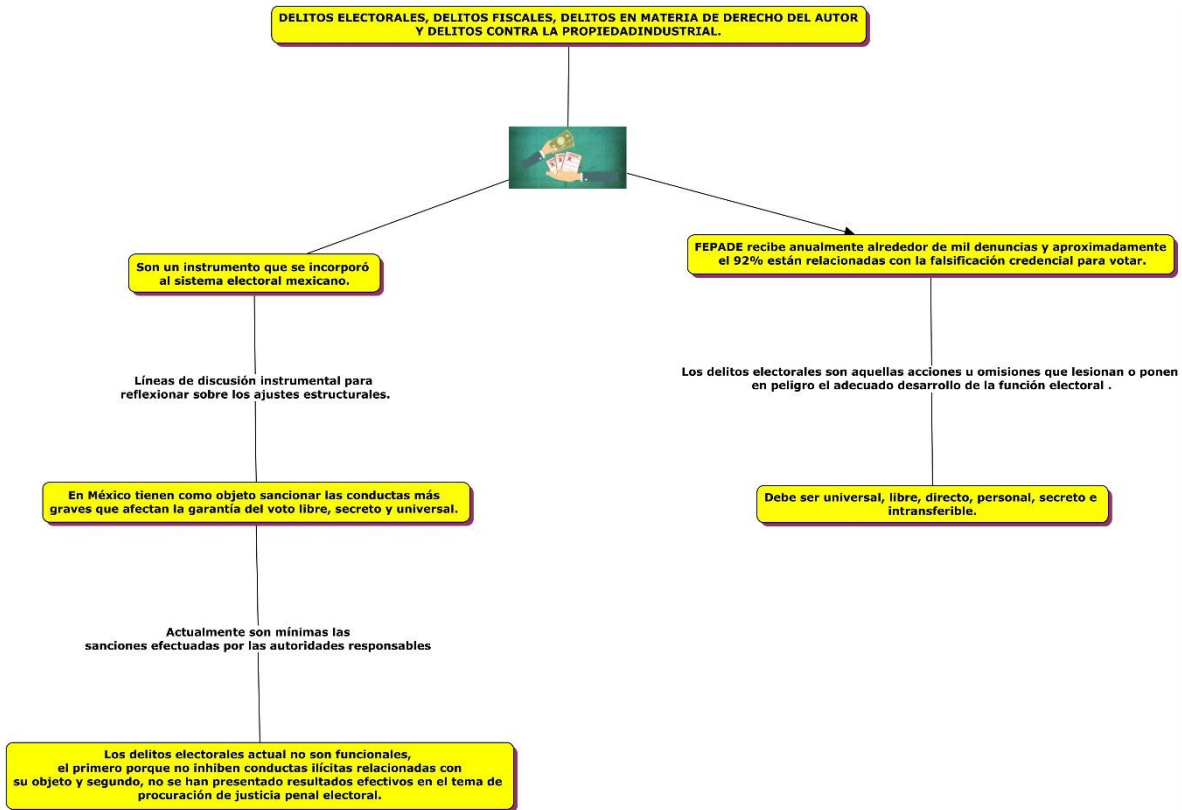 DELITOS ELECTORALES, DELITOS FISCALES, DELITOS EN MATERIA DE DERECHO DEL AUTOR
Y DELITOS CONTRA LA PROPIEDADINDUSTRIAL.
Son un instrumento que se incorporó
al sistema electoral mexicano.
Líneas de discusión instrumental para
reflexionar sobre los ajustes estructurales.
En México tienen como objeto sancionar las conductas más
graves que afectan la garantía del voto libre, secreto y universal.
Actualmente son mínimas las
sanciones efectuadas por las autoridades responsables
Los delitos electorales actual no son funcionales,
el primero porque no inhiben conductas ilícitas relacionadas con
su objeto y segundo, no se han presentado resultados efectivos en el tema de
procuración de justicia penal electoral.
FEPADE recibe anualmente alrededor de mil denuncias y aproximadamente
el 92% están relacionadas con la falsificación credencial para votar.
Los delitos electorales son aquellas acciones u omisiones que lesionan o ponen
en peligro el adecuado desarrollo de la función electoral .
Debe ser universal, libre, directo, personal, secreto e
intransferible.